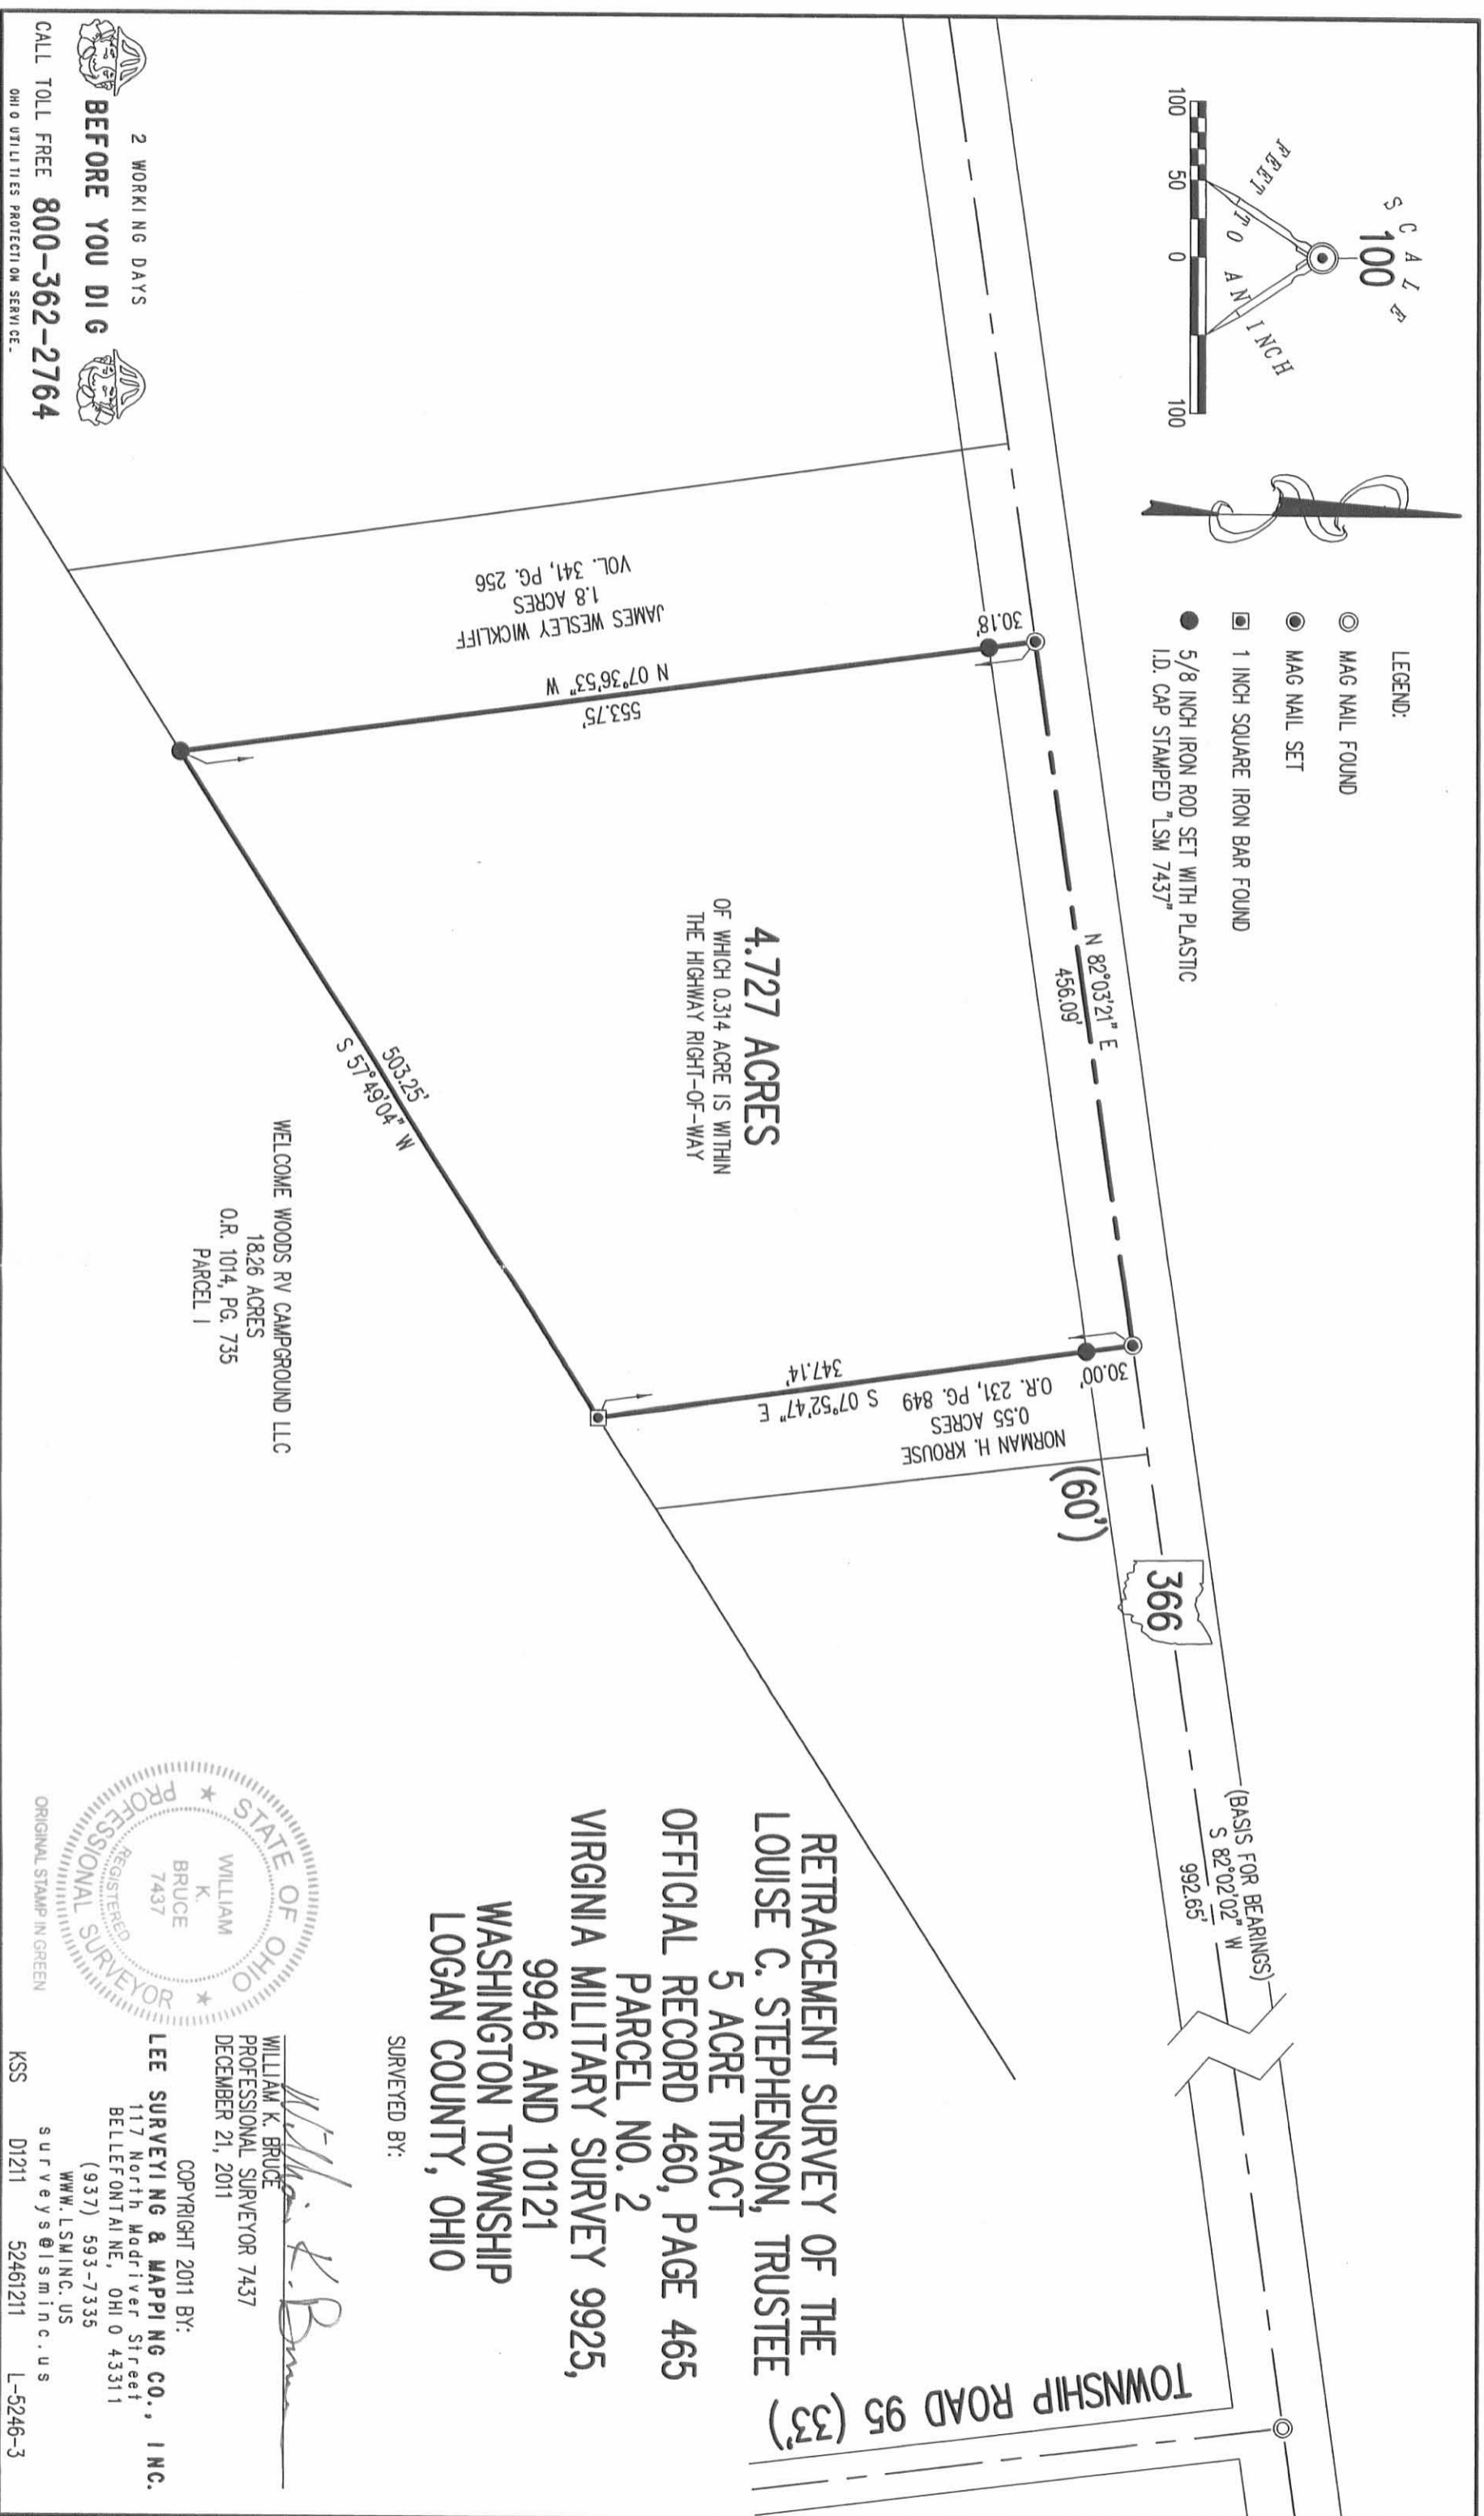 SCALE
100
FEET TO AN INCH
100 50 0 100
LEGEND:
MAG NAIL FOUND
MAG NAIL SET
1 INCH SQUARE IRON BAR FOUND
5/8 INCH IRON ROD SET WITH PLASTIC
I.D. CAP STAMPED "LSM 7437"
(BASIS FOR BEARINGS)
S 82°02'02" W
992.65'
366
(60')
TOWNSHIP ROAD 95 (33')
N 82°03'21" E
456.09'
30.18'
30.00'
JAMES WESLEY WICKLIFF
1.8 ACRES
VOL. 341, PG. 256
N 07°36'53" W
553.75'
4.727 ACRES
OF WHICH 0.314 ACRE IS WITHIN
THE HIGHWAY RIGHT-OF-WAY
347.14'
S 07°52'47" E
NORMAN H. KROUSE
0.55 ACRES
O.R. 231, PG. 849
503.25'
S 57°49'04" W
WELCOME WOODS RV CAMPGROUND LLC
18.26 ACRES
O.R. 1014, PG. 735
PARCEL I
RETRACEMENT SURVEY OF THE
LOUISE C. STEPHENSON, TRUSTEE
5 ACRE TRACT
OFFICIAL RECORD 460, PAGE 465
PARCEL NO. 2
VIRGINIA MILITARY SURVEY 9925,
9946 AND 10121
WASHINGTON TOWNSHIP
LOGAN COUNTY, OHIO
SURVEYED BY:
William K. Bruce
WILLIAM K. BRUCE
PROFESSIONAL SURVEYOR 7437
DECEMBER 21, 2011
STATE OF OHIO
WILLIAM
K.
BRUCE
7437
REGISTERED
PROFESSIONAL SURVEYOR
ORIGINAL STAMP IN GREEN
COPYRIGHT 2011 BY:
LEE SURVEYING & MAPPING CO., INC.
117 North Madriver Street
BELLEFONTAINE, OHIO 43311
(937) 593-7335
WWW.LSMINC.US
surveys@lsminc.us
KSS D1211 52461211 L-5246-3
2 WORKING DAYS
BEFORE YOU DIG
CALL TOLL FREE 800-362-2764
OHIO UTILITIES PROTECTION SERVICE.